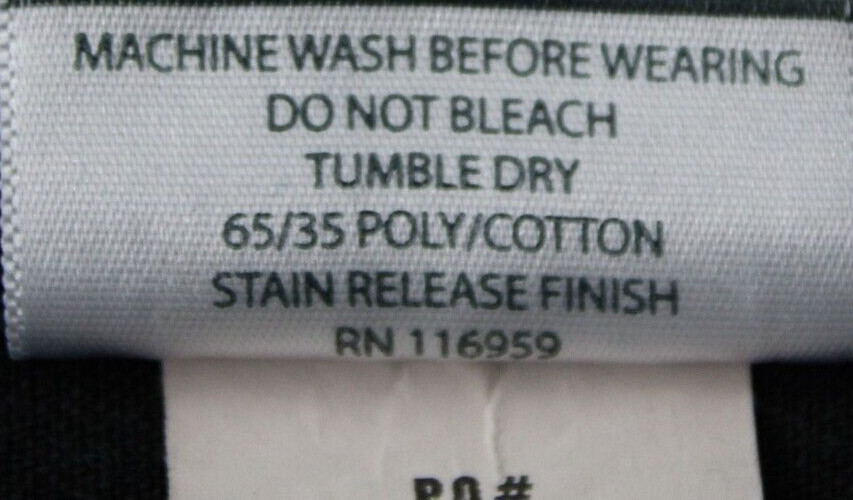 MACHINE WASH BEFORE WEARING
DO NOT BLEACH
TUMBLE DRY
65/35 POLY/COTTON
STAIN RELEASE FINISH
RN 116959
P.O #